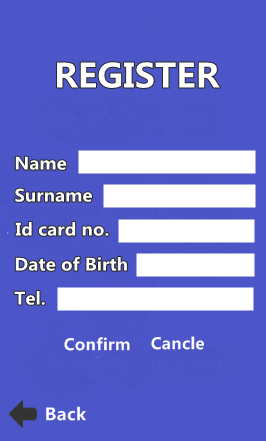 REGISTER
Name
Surname
Id card no.
Date of Birth
Tel.
Confirm Cancle
Back